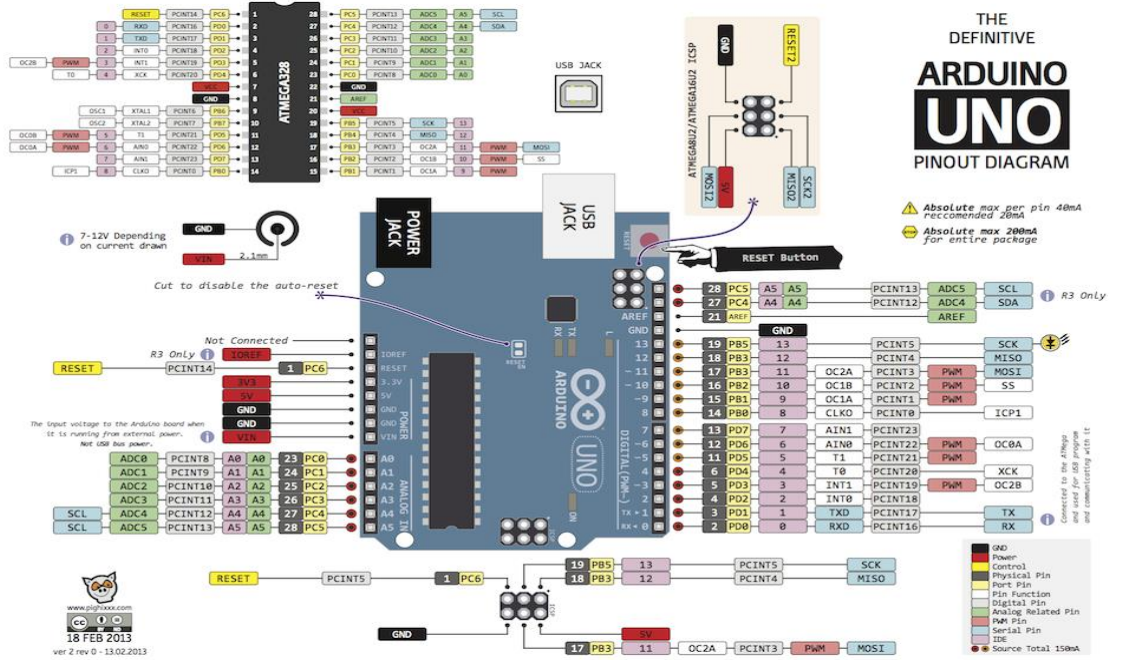 THE
DEFINITIVE
ARDUINO
UNO
PINOUT DIAGRAM
Absolute max per pin 40mA
reccomended 20mA
Absolute max 200mA
for entire package
RESET PCINT14 PC6 1
0 RXD PCINT16 PD0 2
1 TXD PCINT17 PD1 3
2 INT0 PCINT18 PD2 4
OC2B PWM 3 INT1 PCINT19 PD3 5
T0 4 XCK PCINT20 PD4 6
VCC 7
GND 8
OSC1 XTAL1 PCINT6 PB6 9
OSC2 XTAL2 PCINT7 PB7 10
OC0B PWM 5 T1 PCINT21 PD5 11
OC0A PWM 6 AIN0 PCINT22 PD6 12
7 AIN1 PCINT23 PD7 13
ICP1 8 CLKO PCINT0 PB0 14
ATMEGA328
28 PC5 PCINT13 ADC5 A5 SCL
27 PC4 PCINT12 ADC4 A4 SDA
26 PC3 PCINT11 ADC3 A3
25 PC2 PCINT10 ADC2 A2
24 PC1 PCINT9 ADC1 A1
23 PC0 PCINT8 ADC0 A0
22 GND
21 AREF
20 VCC
19 PB5 PCINT5 SCK 13
18 PB4 PCINT4 MISO 12
17 PB3 PCINT3 OC2A 11 PWM MOSI
16 PB2 PCINT2 OC1B 10 PWM SS
15 PB1 PCINT1 OC1A 9 PWM
USB JACK
ATMEGA8U2/ATMEGA16U2 ICSP
GND
RESET2
MOSI2
5V
MISO2
SCK2
7-12V Depending
on current drawn
GND
VIN
2.1mm
Cut to disable the auto-reset
POWER
JACK
USB
JACK
RESET
RESET Button
Not Connected
R3 Only IOREF
RESET PCINT14 1 PC6
3V3
5V
GND
GND
VIN
The input voltage to the Arduino board when
it is running from external power.
Not USB bus power.
ADC0 PCINT8 A0 A0 23 PC0
ADC1 PCINT9 A1 A1 24 PC1
ADC2 PCINT10 A2 A2 25 PC2
ADC3 PCINT11 A3 A3 26 PC3
SCL ADC4 PCINT12 A4 A4 27 PC4
SCL ADC5 PCINT13 A5 A5 28 PC5
IOREF
RESET
3.3V
5V
GND
GND
VIN
POWER
A0
A1
A2
A3
A4
A5
ANALOG IN
RESET
EN
RX
TX
L
ARDUINO
UNO
ON
ICSP
AREF
GND
13
12
~ 11
~ 10
~9
8
7
~6
~5
4
~3
2
TX ▸ 1
RX ◂ 0
DIGITAL(PWM~)
28 PC5 A5 A5 PCINT13 ADC5 SCL
27 PC4 A4 A4 PCINT12 ADC4 SDA
R3 Only
21 AREF AREF
GND
19 PB5 13 PCINT5 SCK
18 PB3 12 PCINT4 MISO
17 PB3 11 OC2A PCINT3 PWM MOSI
16 PB2 10 OC1B PCINT2 PWM SS
15 PB1 9 OC1A PCINT1 PWM
14 PB0 8 CLKO PCINT0 ICP1
13 PD7 7 AIN1 PCINT23
12 PD6 6 AIN0 PCINT22 PWM OC0A
11 PD5 5 T1 PCINT21 PWM
6 PD4 4 T0 PCINT20 XCK
5 PD3 3 INT1 PCINT19 PWM OC2B
4 PD2 2 INT0 PCINT18
3 PD1 1 TXD PCINT17 TX
2 PD0 0 RXD PCINT16 RX
Connected to the ATMega
and used for USB program
and communicating with it
RESET PCINT5 1 PC6
GND
19 PB5 13 PCINT5 SCK
18 PB3 12 PCINT4 MISO
ICSP
5V
17 PB3 11 OC2A PCINT3 PWM MOSI
GND
Power
Control
Physical Pin
Port Pin
Pin Function
Digital Pin
Analog Related Pin
PWM Pin
Serial Pin
IDE
Source Total 150mA
www.pighixxx.com
cc
BY ND
18 FEB 2013
ver 2 rev 0 - 13.02.2013